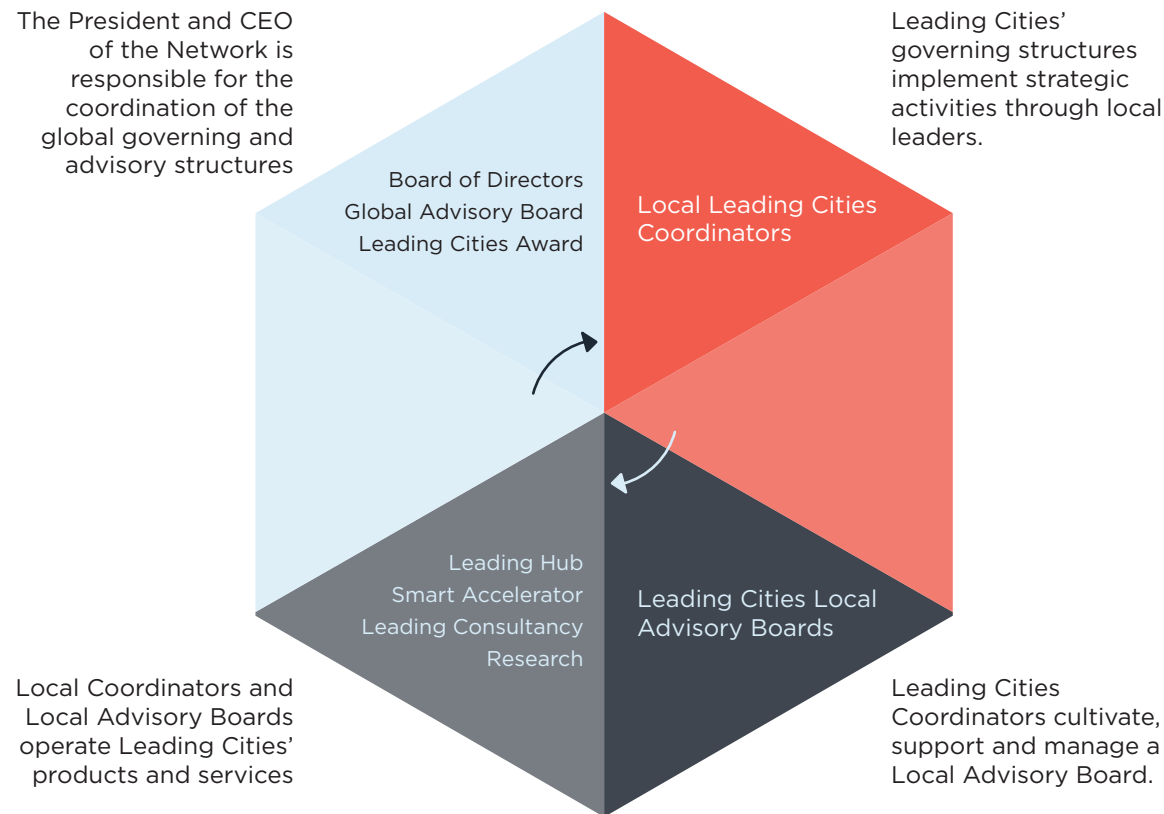 The President and CEO
of the Network is
responsible for the
coordination of the
global governing and
advisory structures
Leading Cities’
governing structures
implement strategic
activities through local
leaders.
Board of Directors
Global Advisory Board
Leading Cities Award
Local Leading Cities
Coordinators
Leading Hub
Smart Accelerator
Leading Consultancy
Research
Leading Cities Local
Advisory Boards
Local Coordinators and
Local Advisory Boards
operate Leading Cities’
products and services
Leading Cities
Coordinators cultivate,
support and manage a
Local Advisory Board.